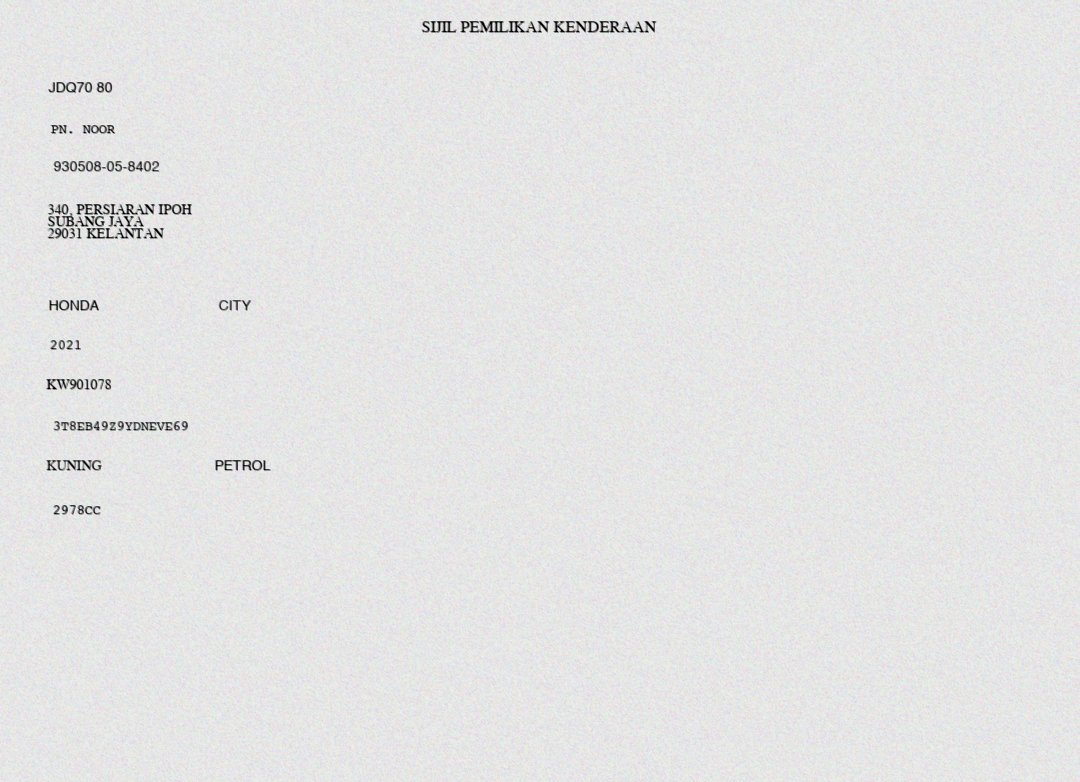 SIJIL PEMILIKAN KENDERAAN
JDQ70 80
PN. NOOR
930508-05-8402
340, PERSIARAN IPOH
SUBANG JAYA
29031 KELANTAN
HONDA CITY
2021
KW901078
3T8EB49Z9YDNEVE69
KUNING PETROL
2978CC